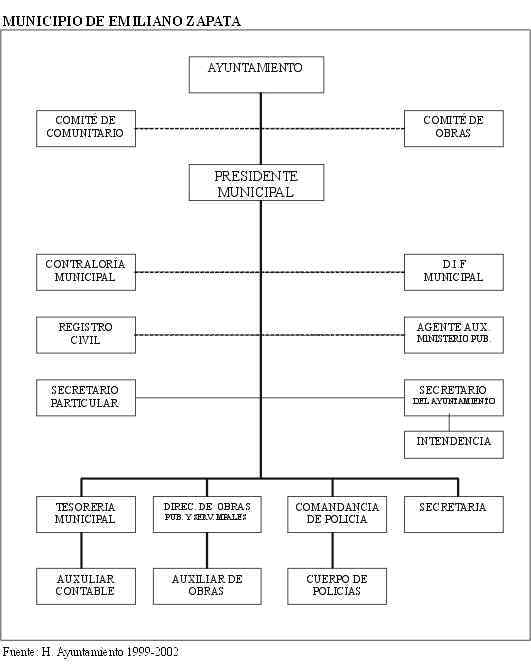 MUNICIPIO DE EMILIANO ZAPATA
AYUNTAMIENTO
COMITÉ DE
COMUNITARIO
COMITÉ DE
OBRAS
PRESIDENTE
MUNICIPAL
CONTRALORÍA
MUNICIPAL
D.I.F
MUNICIPAL
REGISTRO
CIVIL
AGENTE AUX.
MINISTERIO PUB.
SECRETARIO
PARTICULAR
SECRETARIO
DEL AYUNTAMIENTO
INTENDENCIA
TESORERIA
MUNICIPAL
DIREC. DE OBRAS
PUB. Y SERV. MPALES
COMANDANCIA
DE POLICIA
SECRETARIA
AUXULIAR
CONTABLE
AUXILIAR DE
OBRAS
CUERPO DE
POLICIAS
Fuente: H. Ayuntamiento 1999-2002